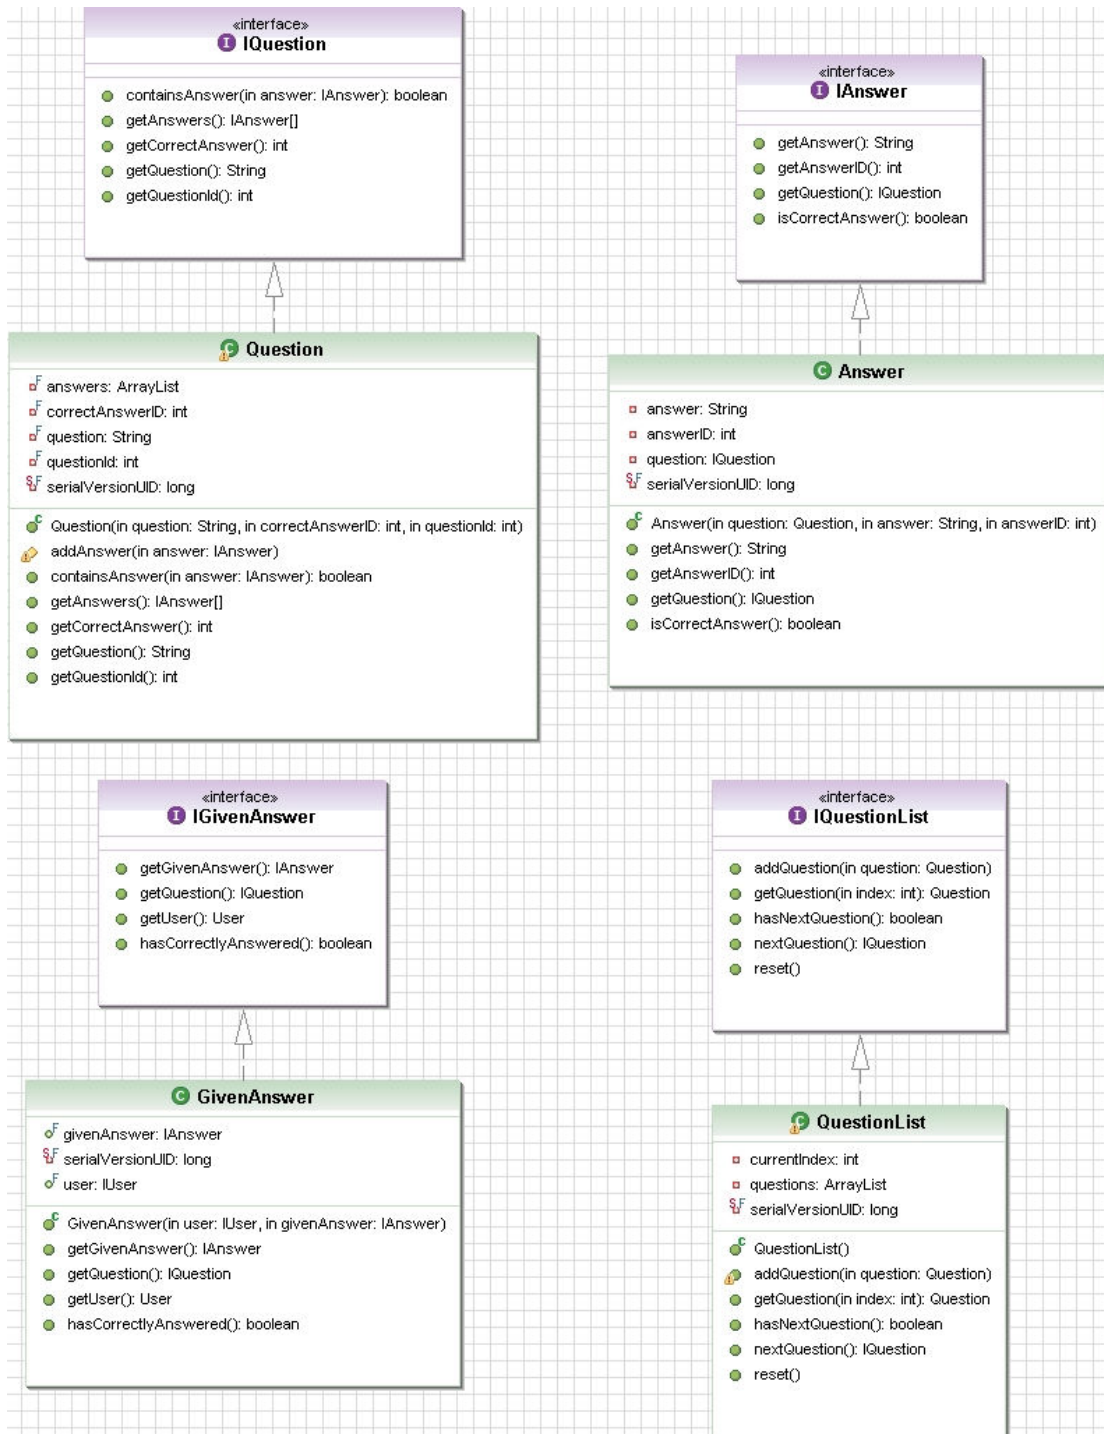 «interface»
IQuestion
containsAnswer(in answer: IAnswer): boolean
getAnswers(): IAnswer[]
getCorrectAnswer(): int
getQuestion(): String
getQuestionId(): int
«interface»
IAnswer
getAnswer(): String
getAnswerID(): int
getQuestion(): IQuestion
isCorrectAnswer(): boolean
Question
answers: ArrayList
correctAnswerID: int
question: String
questionId: int
serialVersionUID: long
Question(in question: String, in correctAnswerID: int, in questionId: int)
addAnswer(in answer: IAnswer)
containsAnswer(in answer: IAnswer): boolean
getAnswers(): IAnswer[]
getCorrectAnswer(): int
getQuestion(): String
getQuestionId(): int
Answer
answer: String
answerID: int
question: IQuestion
serialVersionUID: long
Answer(in question: Question, in answer: String, in answerID: int)
getAnswer(): String
getAnswerID(): int
getQuestion(): IQuestion
isCorrectAnswer(): boolean
«interface»
IGivenAnswer
getGivenAnswer(): IAnswer
getQuestion(): IQuestion
getUser(): User
hasCorrectlyAnswered(): boolean
«interface»
IQuestionList
addQuestion(in question: Question)
getQuestion(in index: int): Question
hasNextQuestion(): boolean
nextQuestion(): IQuestion
reset()
GivenAnswer
givenAnswer: IAnswer
serialVersionUID: long
user: IUser
GivenAnswer(in user: IUser, in givenAnswer: IAnswer)
getGivenAnswer(): IAnswer
getQuestion(): IQuestion
getUser(): User
hasCorrectlyAnswered(): boolean
QuestionList
currentIndex: int
questions: ArrayList
serialVersionUID: long
QuestionList()
addQuestion(in question: Question)
getQuestion(in index: int): Question
hasNextQuestion(): boolean
nextQuestion(): IQuestion
reset()